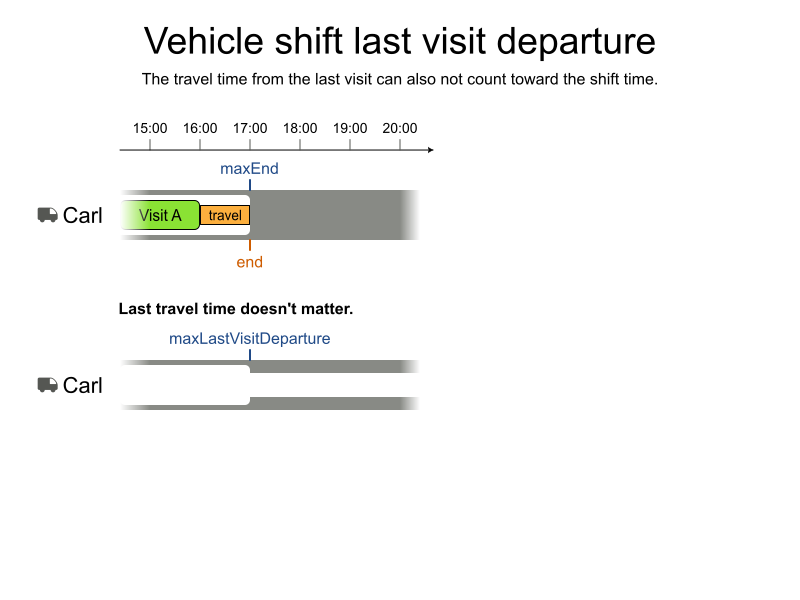 Vehicle shift last visit departure
The travel time from the last visit can also not count toward the shift time.
15:00 16:00 17:00 18:00 19:00 20:00
maxEnd
Carl Visit A travel
end
Last travel time doesn't matter.
maxLastVisitDeparture
Carl